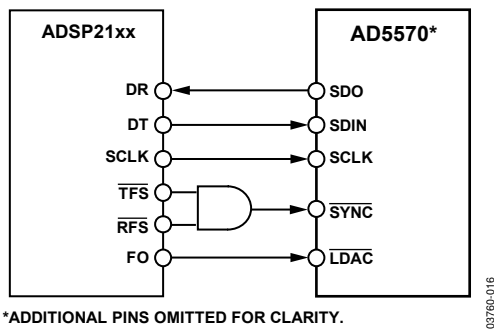 ADSP21xx
AD5570*
DR
SDO
DT
SDIN
SCLK
SCLK
TFS
SYNC
RFS
FO
LDAC
*ADDITIONAL PINS OMITTED FOR CLARITY.
03760-016